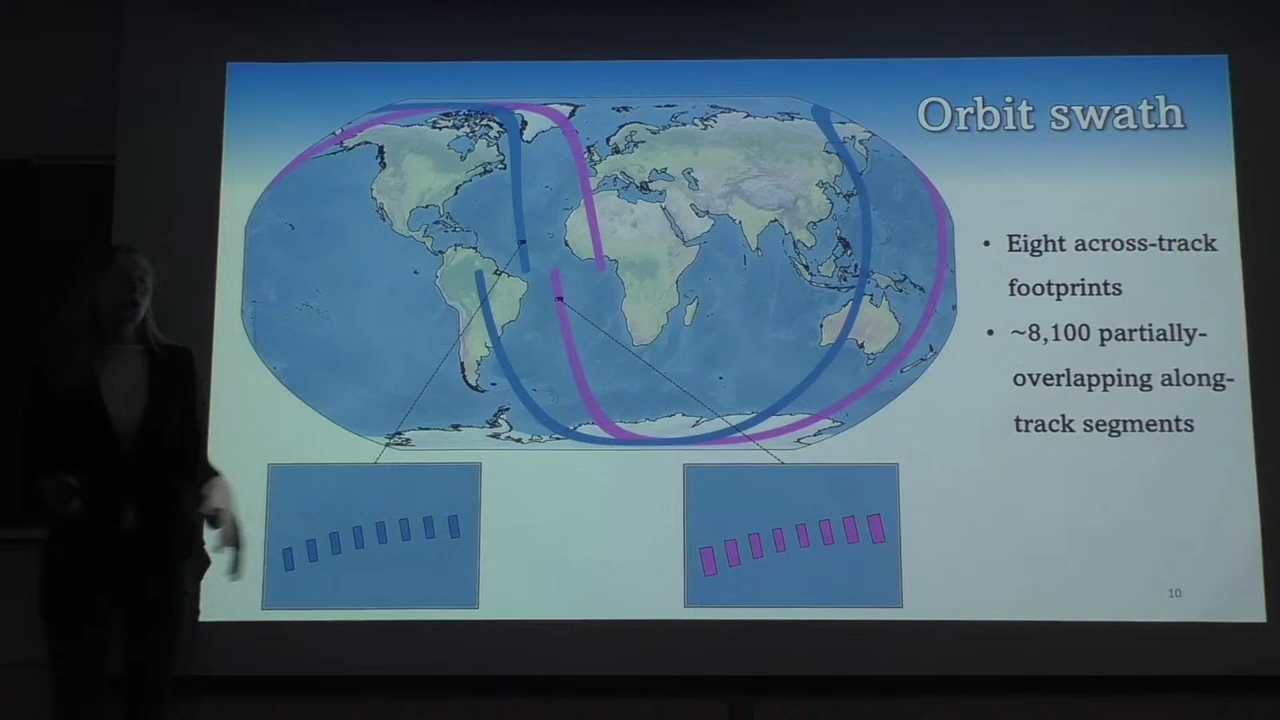 Orbit swath
• Eight across-track
footprints
• ~8,100 partially-
overlapping along-
track segments
10